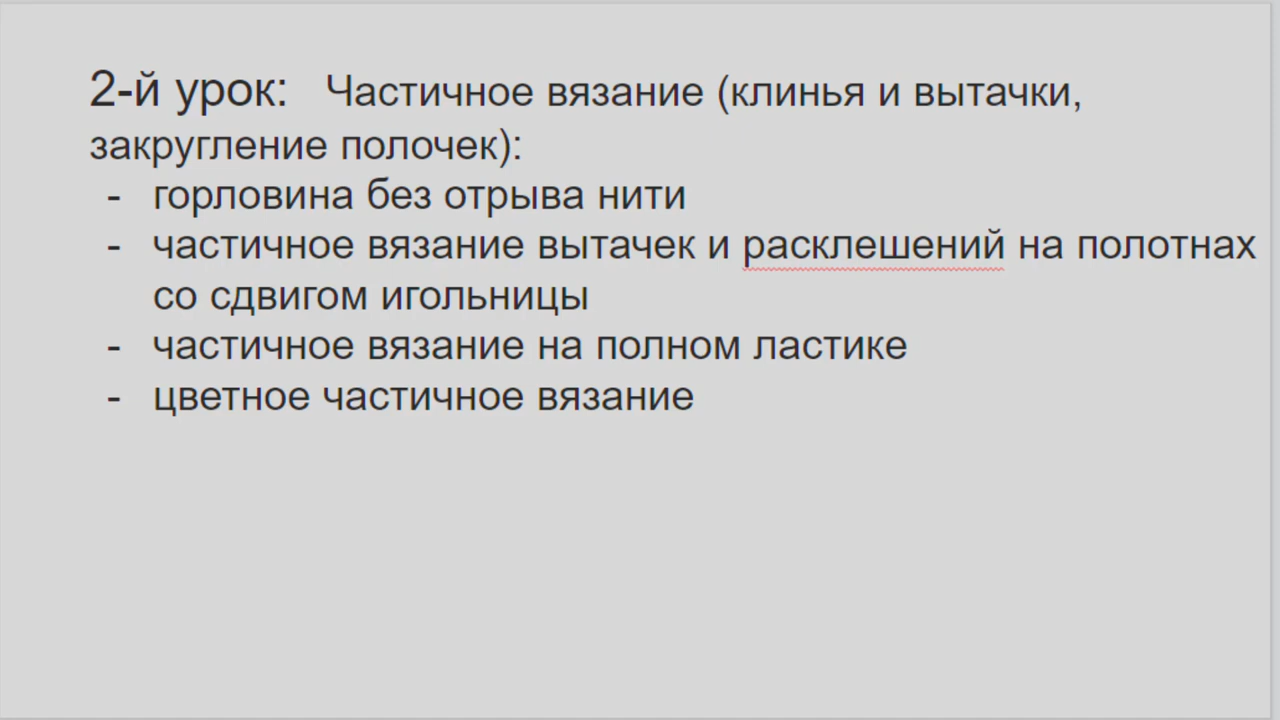 2-й урок: Частичное вязание (клинья и вытачки,
закругление полочек):
- горловина без отрыва нити
- частичное вязание вытачек и расклешений на полотнах
со сдвигом игольницы
- частичное вязание на полном ластике
- цветное частичное вязание